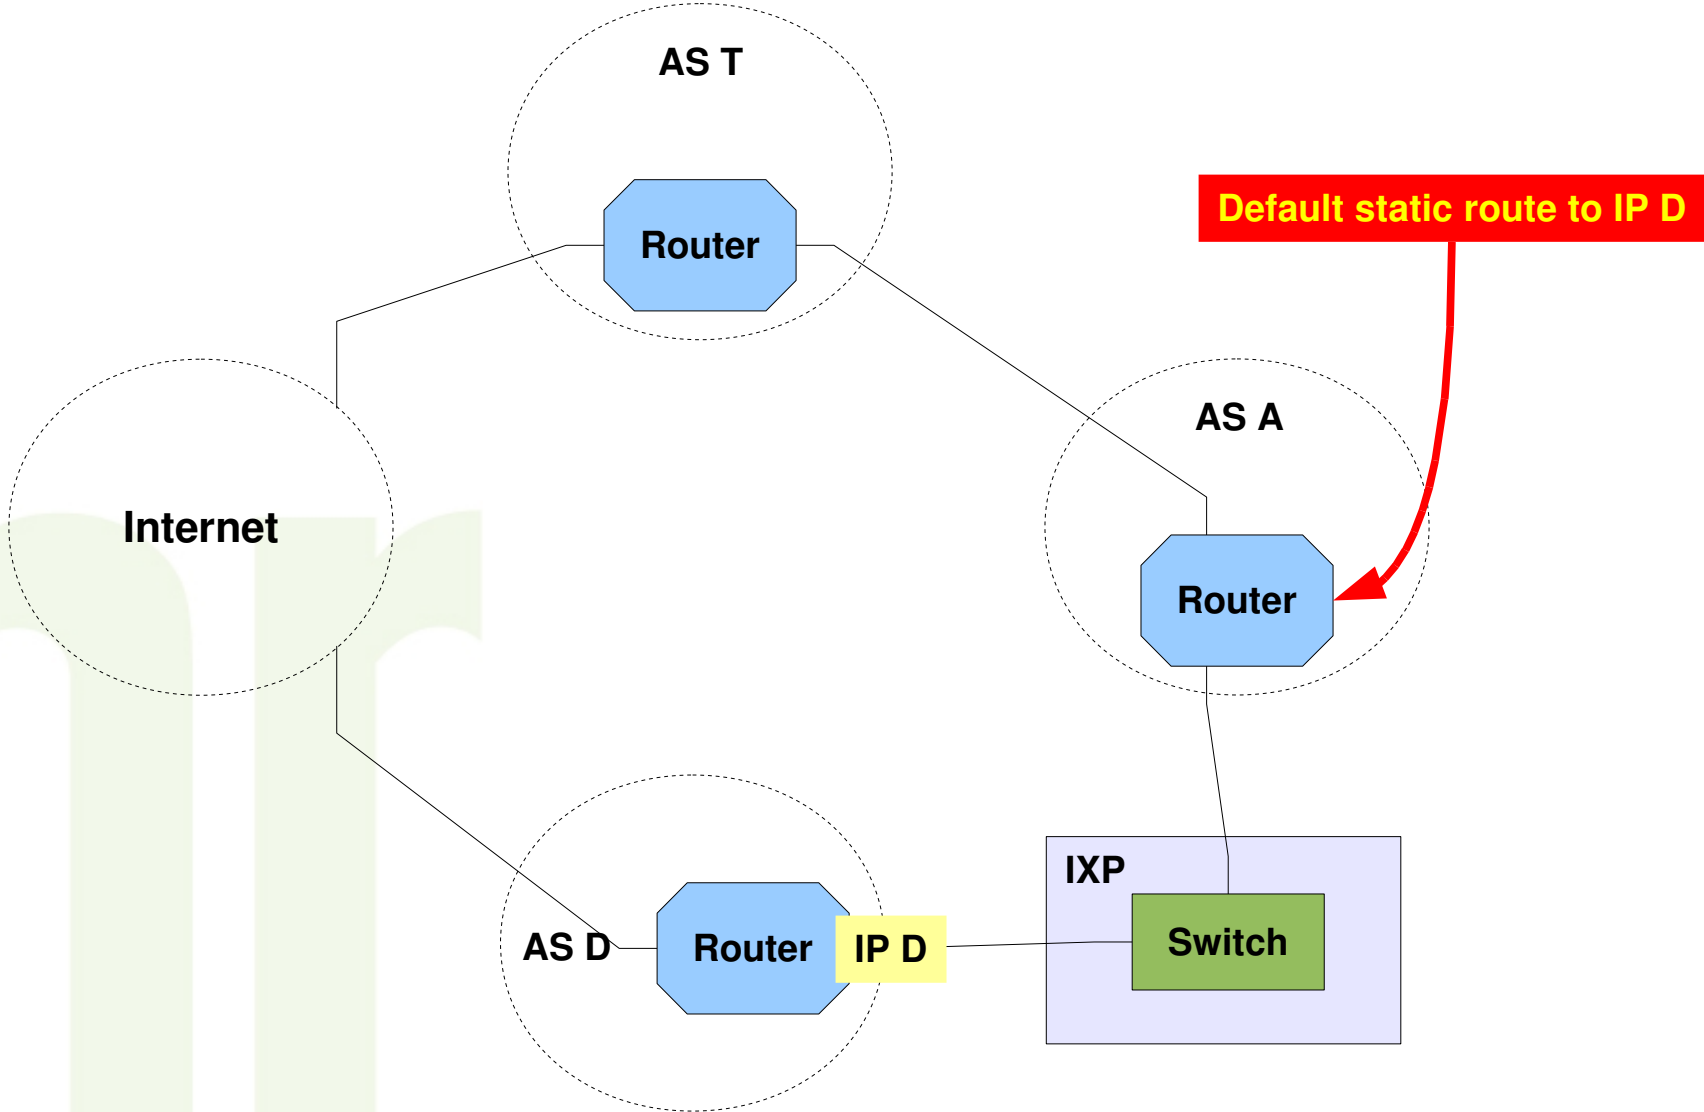 AS T
Router
Default static route to IP D
AS A
Internet
Router
IXP
AS D
Router
IP D
Switch